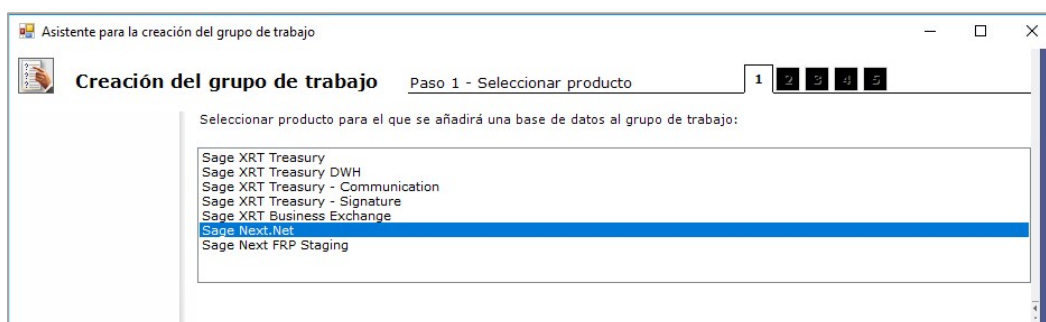 Asistente para la creación del grupo de trabajo
Creación del grupo de trabajo
Paso 1 - Seleccionar producto
1 2 3 4 5
Seleccionar producto para el que se añadirá una base de datos al grupo de trabajo:
Sage XRT Treasury
Sage XRT Treasury DWH
Sage XRT Treasury - Communication
Sage XRT Treasury - Signature
Sage XRT Business Exchange
Sage Next.Net
Sage Next FRP Staging